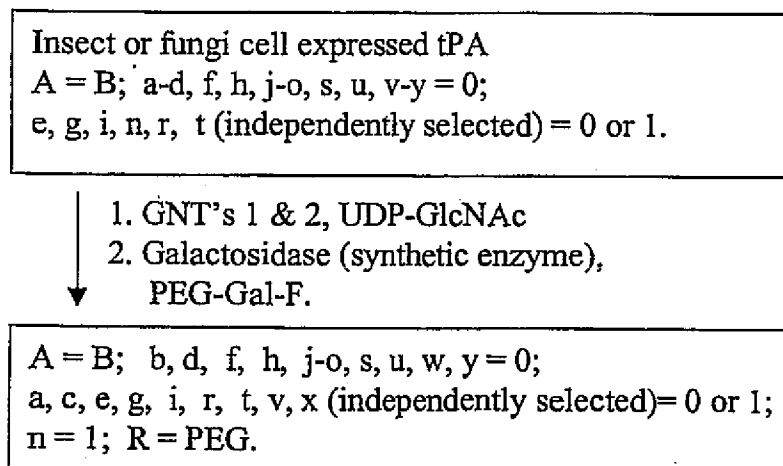 Insect or fungi cell expressed tPA
A = B; a-d, f, h, j-o, s, u, v-y = 0;
e, g, i, n, r, t (independently selected) = 0 or 1.
1. GNT's 1 & 2, UDP-GlcNAc
2. Galactosidase (synthetic enzyme),
PEG-Gal-F.
A = B; b, d, f, h, j-o, s, u, w, y = 0;
a, c, e, g, i, r, t, v, x (independently selected)= 0 or 1;
n = 1; R = PEG.